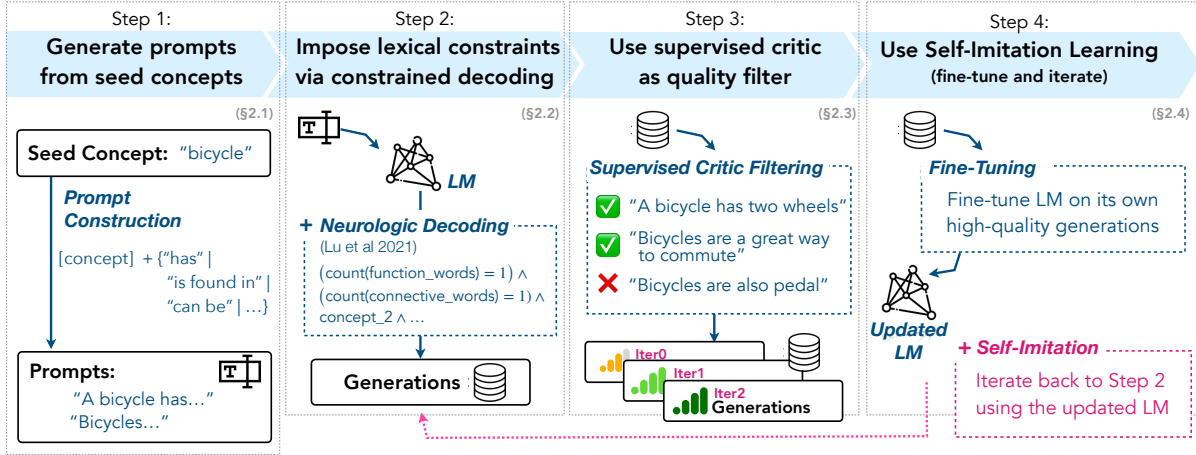 Step 1:
Generate prompts
from seed concepts
(§2.1)
Seed Concept: "bicycle"
Prompt
Construction
[concept] + {"has" |
"is found in" |
"can be" | ...}
Prompts:
T
"A bicycle has..."
"Bicycles..."
Step 2:
Impose lexical constraints
via constrained decoding
(§2.2)
T
LM
+ Neurologic Decoding
(Lu et al 2021)
(count(function_words) = 1) ∧
(count(connective_words) = 1) ∧
concept_2 ∧ ...
Generations
Step 3:
Use supervised critic
as quality filter
(§2.3)
Supervised Critic Filtering
"A bicycle has two wheels"
"Bicycles are a great way
to commute"
"Bicycles are also pedal"
Iter0
Iter1
Iter2
Generations
Step 4:
Use Self-Imitation Learning
(fine-tune and iterate)
(§2.4)
Fine-Tuning
Fine-tune LM on its own
high-quality generations
Updated
LM
+ Self-Imitation
Iterate back to Step 2
using the updated LM